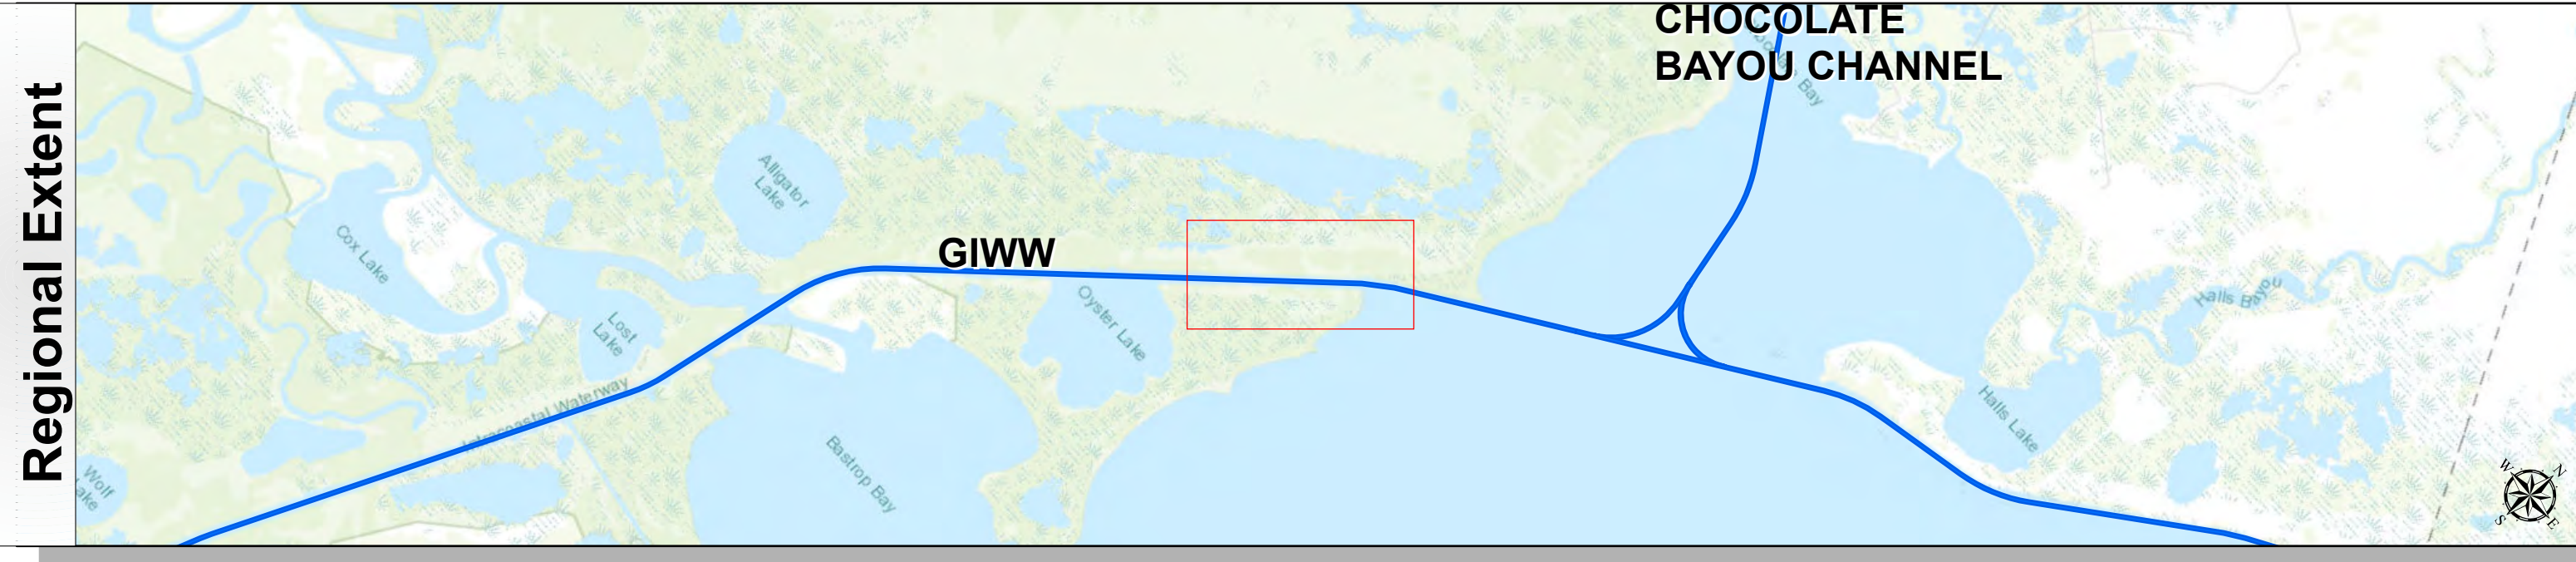 Regional Extent
CHOCOLATE
BAYOU CHANNEL
GIWW
Alligator
Lake
Cox Lake
Lost
Lake
Oyster Lake
Intracoastal Waterway
Wolf
Lake
Bastrop Bay
Halls Bayou
Halls Lake
Bay
W
N
S
E